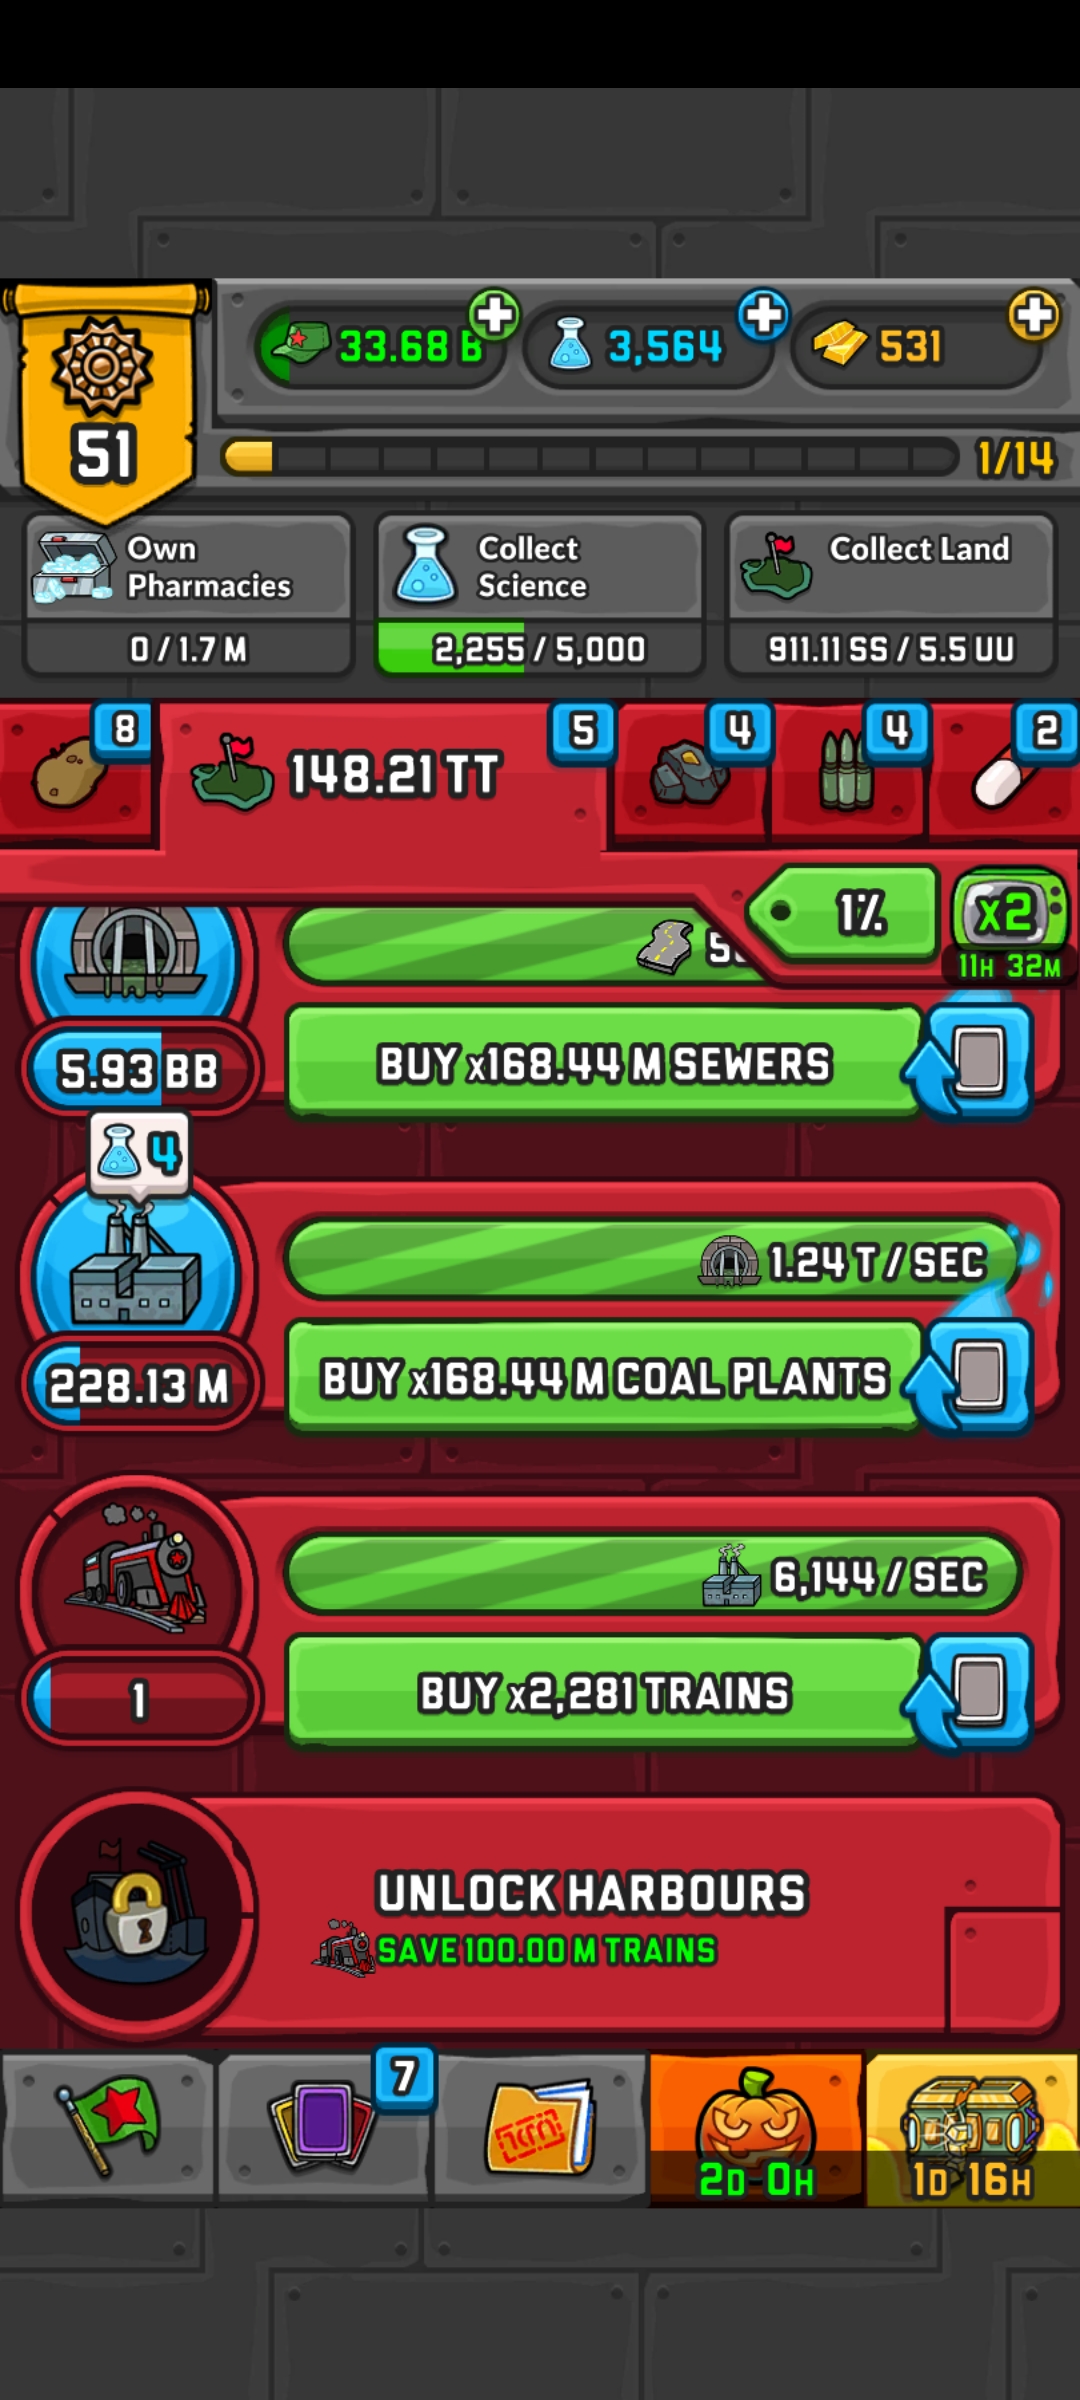 33.68 B
3,564
531
51
1/14
Own
Pharmacies
0 / 1.7 M
Collect
Science
2,255 / 5,000
Collect Land
911.11 SS / 5.5 UU
8
148.21 TT
5
4
4
2
1%
x2
11H 32M
5.93 BB
BUY x168.44 M SEWERS
4
1.24 T / SEC
228.13 M
BUY x168.44 M COAL PLANTS
6,144 / SEC
1
BUY x2,281 TRAINS
UNLOCK HARBOURS
SAVE 100.00 M TRAINS
7
2D 0H
1D 16H